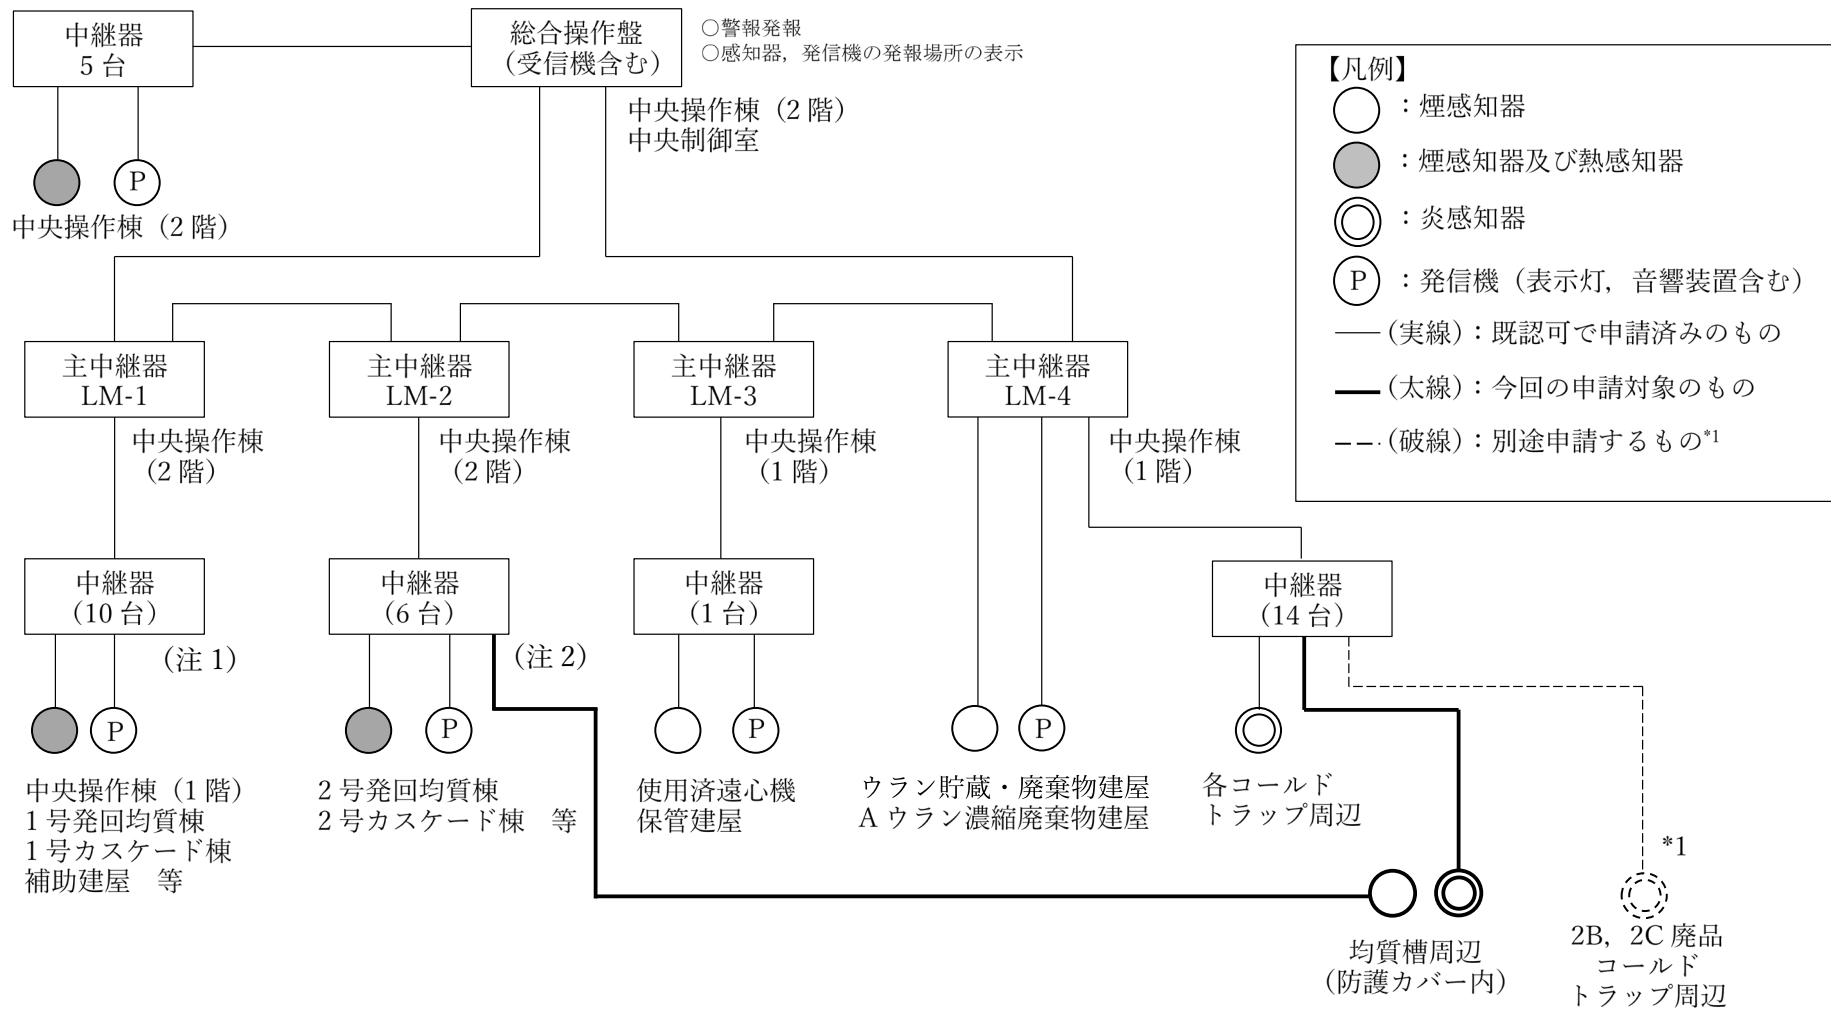 中継器
5 台
総合操作盤
（受信機含む）
○警報発報
○感知器，発信機の発報場所の表示
中央操作棟（2 階）
中央制御室
P
中央操作棟（2 階）
【凡例】
：煙感知器
：煙感知器及び熱感知器
：炎感知器
P ：発信機（表示灯，音響装置含む）
（実線）：既認可で申請済みのもの
（太線）：今回の申請対象のもの
（破線）：別途申請するもの*1
主中継器
LM-1
中央操作棟
（2 階）
主中継器
LM-2
中央操作棟
（2 階）
主中継器
LM-3
中央操作棟
（1 階）
主中継器
LM-4
中央操作棟
（1 階）
中継器
（10 台）
（注 1）
中継器
（6 台）
（注 2）
中継器
（1 台）
中継器
（14 台）
P
P
P
P
中央操作棟（1 階）
1 号発回均質棟
1 号カスケード棟
補助建屋　等
2 号発回均質棟
2 号カスケード棟　等
使用済遠心機
保管建屋
ウラン貯蔵・廃棄物建屋
A ウラン濃縮廃棄物建屋
各コールド
トラップ周辺
均質槽周辺
（防護カバー内）
*1
2B，2C 廃品
コールド
トラップ周辺